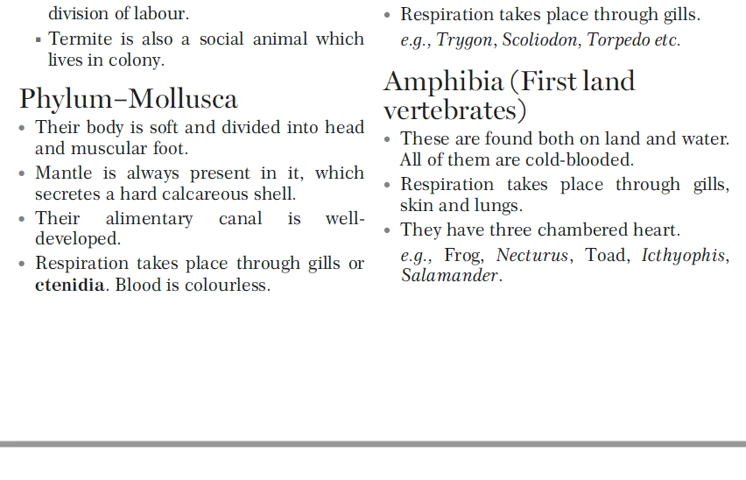 division of labour.
▪ Termite is also a social animal which
lives in colony.
Phylum–Mollusca
• Their body is soft and divided into head
and muscular foot.
• Mantle is always present in it, which
secretes a hard calcareous shell.
• Their alimentary canal is well-
developed.
• Respiration takes place through gills or
ctenidia. Blood is colourless.
• Respiration takes place through gills.
e.g., Trygon, Scoliodon, Torpedo etc.
Amphibia (First land
vertebrates)
• These are found both on land and water.
All of them are cold-blooded.
• Respiration takes place through gills,
skin and lungs.
• They have three chambered heart.
e.g., Frog, Necturus, Toad, Icthyophis,
Salamander.